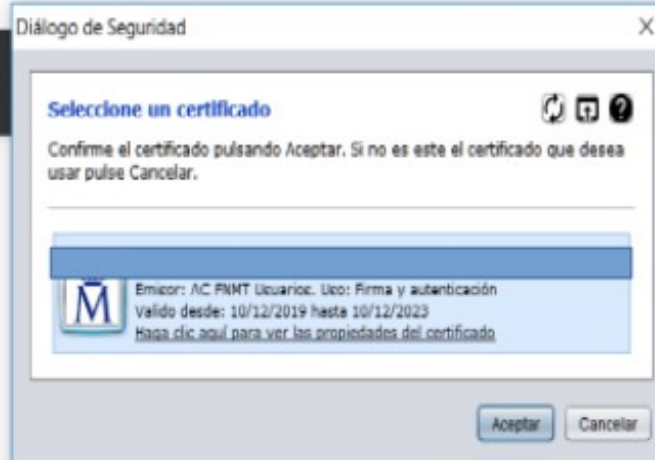 Diálogo de Seguridad
Seleccione un certificado
Confirme el certificado pulsando Aceptar. Si no es este el certificado que desea
usar pulse Cancelar.
Emisor: AC FNMT Usuarios. Uso: Firma y autenticación
Valido desde: 10/12/2019 hasta 10/12/2023
Haga clic aquí para ver las propiedades del certificado
Aceptar
Cancelar